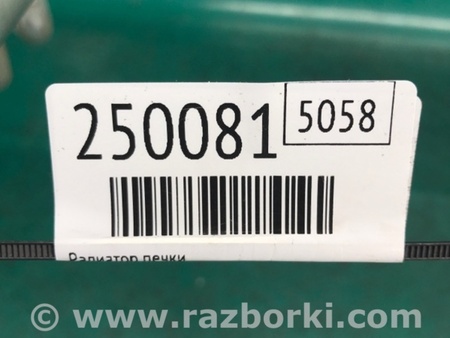 250081
5058
Радиатор печки
© www.razborki.com